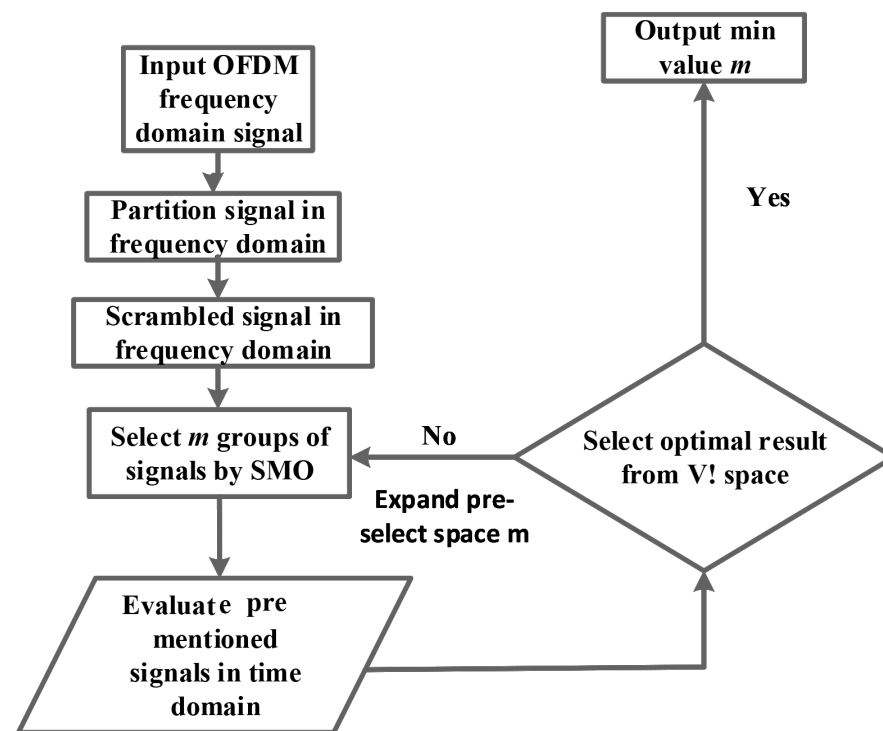 Input OFDM
frequency
domain signal
Partition signal in
frequency domain
Scrambled signal in
frequency domain
Select m groups of
signals by SMO
Evaluate pre
mentioned
signals in time
domain
Select optimal result
from V! space
No
Expand pre-
select space m
Yes
Output min
value m